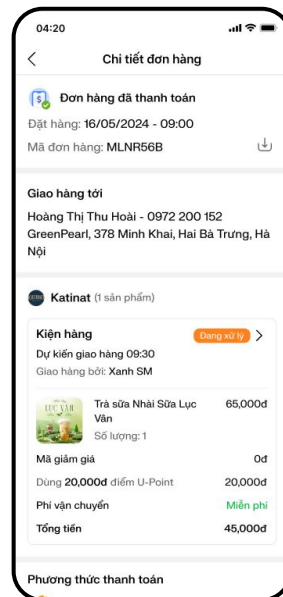 04:20
Chi tiết đơn hàng
Đơn hàng đã thanh toán
Đặt hàng: 16/05/2024 - 09:00
Mã đơn hàng: MLNR56B
Giao hàng tới
Hoàng Thị Thu Hoài - 0972 200 152
GreenPearl, 378 Minh Khai, Hai Bà Trưng, Hà
Nội
Katinat (1 sản phẩm)
Kiện hàng
Đang xử lý
Dự kiến giao hàng 09:30
Giao hàng bởi: Xanh SM
LỤC VÂN
Trà sữa Nhài Sữa Lục
Vân
65,000đ
Số lượng: 1
Mã giảm giá 0đ
Dùng 20,000đ điểm U-Point 20,000đ
Phí vận chuyển Miễn phí
Tổng tiền 45,000đ
Phương thức thanh toán